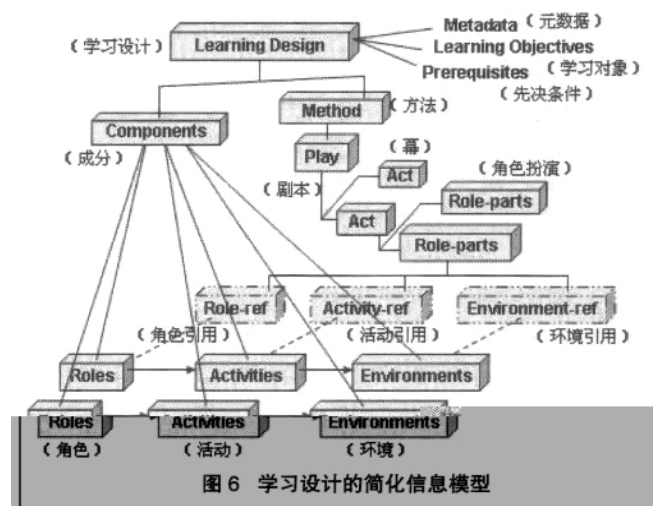 Metadata（元数据）
（学习设计） Learning Design Learning Objectives
Prerequisites （学习对象）
（先决条件）
Method （方法）
Components
（成分）
Play （幕）
（剧本） Act （角色扮演）
Role-parts
Act
Role-parts
Role-ref Activity-ref Environment-ref
（角色引用） （活动引用） （环境引用）
Roles Activities Environments
Roles Activities Environments
（角色） （活动） （环境）
图 6 学习设计的简化信息模型